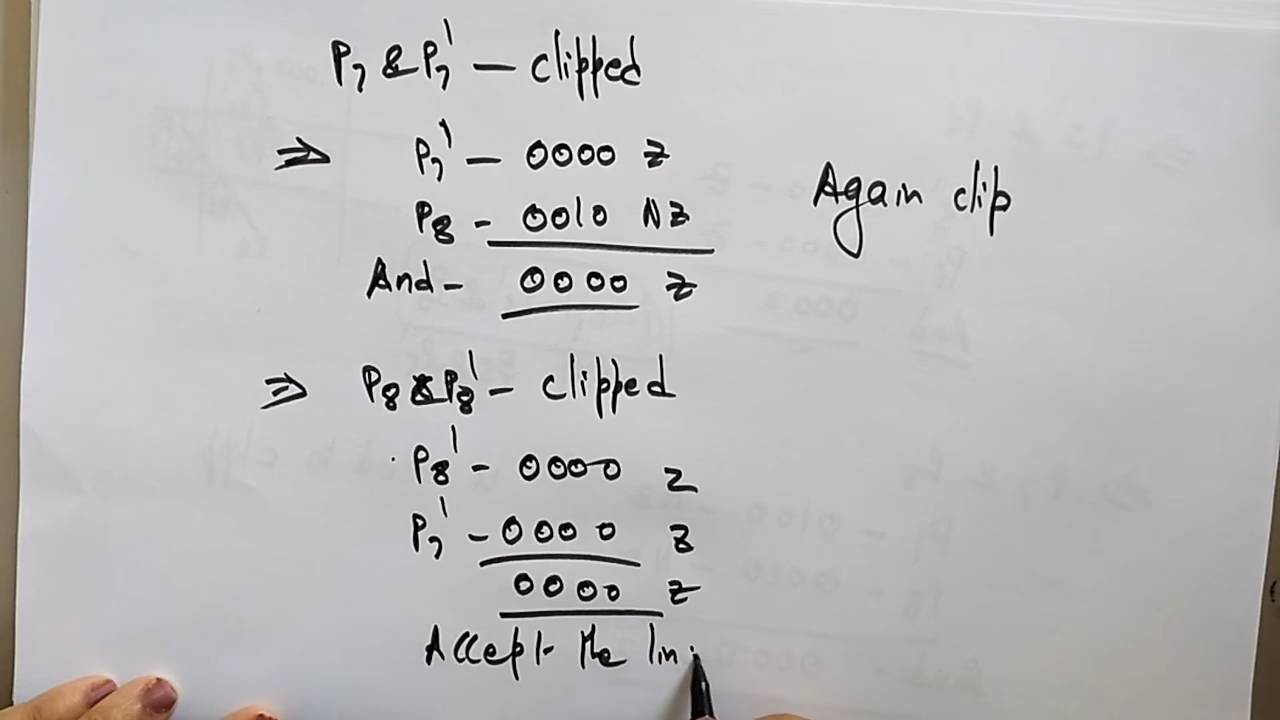 P7 & P7' — clipped
⇒ P7' — 0000 Z
P8 - 0010 NZ
Again clip
And - 0000 Z
⇒ P8 & P8' - clipped
P8' - 0000 Z
P7' - 0000 Z
0000 Z
Accept the lin